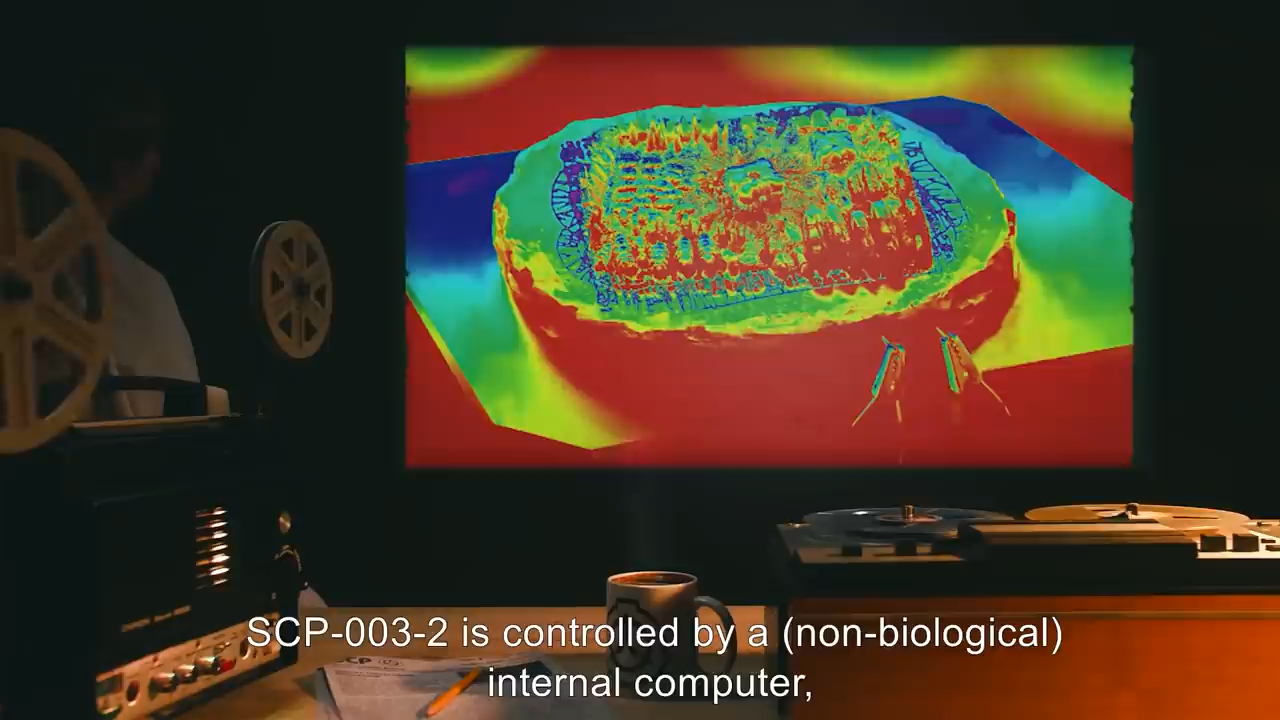 SCP-003-2 is controlled by a (non-biological)
internal computer,